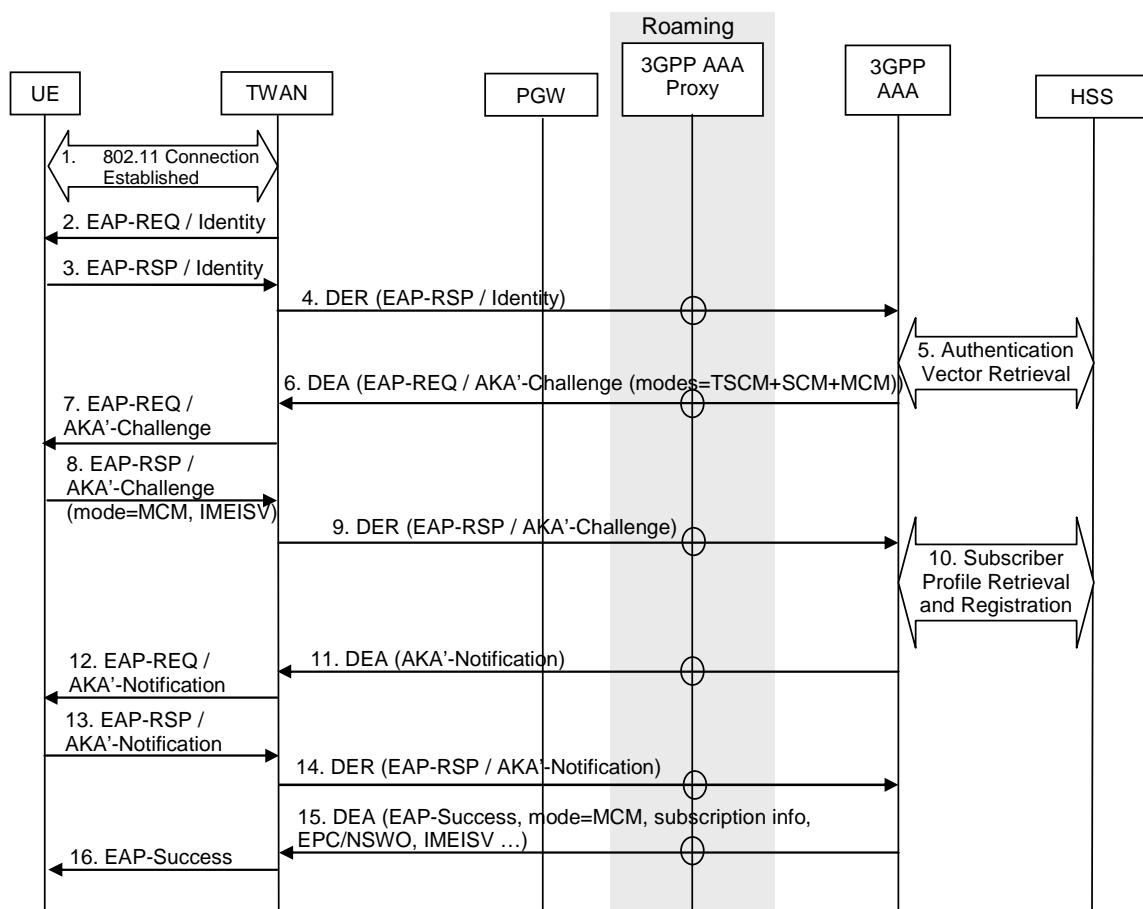 Roaming
UE
TWAN
PGW
3GPP AAA
Proxy
3GPP
AAA
HSS
1. 802.11 Connection
Established
2. EAP-REQ / Identity
3. EAP-RSP / Identity
4. DER (EAP-RSP / Identity)
5. Authentication
Vector Retrieval
6. DEA (EAP-REQ / AKA'-Challenge (modes=TSCM+SCM+MCM))
7. EAP-REQ /
AKA'-Challenge
8. EAP-RSP /
AKA'-Challenge
(mode=MCM, IMEISV)
9. DER (EAP-RSP / AKA'-Challenge)
10. Subscriber
Profile Retrieval
and Registration
11. DEA (AKA'-Notification)
12. EAP-REQ /
AKA'-Notification
13. EAP-RSP /
AKA'-Notification
14. DER (EAP-RSP / AKA'-Notification)
15. DEA (EAP-Success, mode=MCM, subscription info,
EPC/NSWO, IMEISV …)
16. EAP-Success